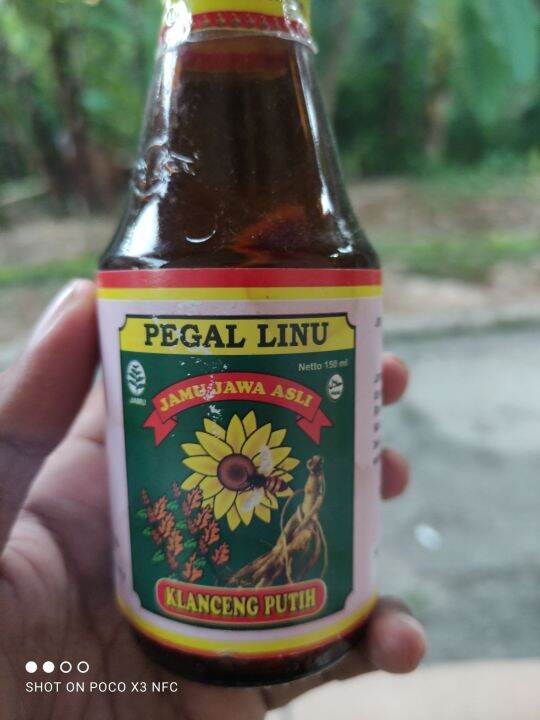 PEGAL LINU
Netto 150 ml
JAMU
JAMU JAWA ASLI
KLANCENG PUTIH
SHOT ON POCO X3 NFC